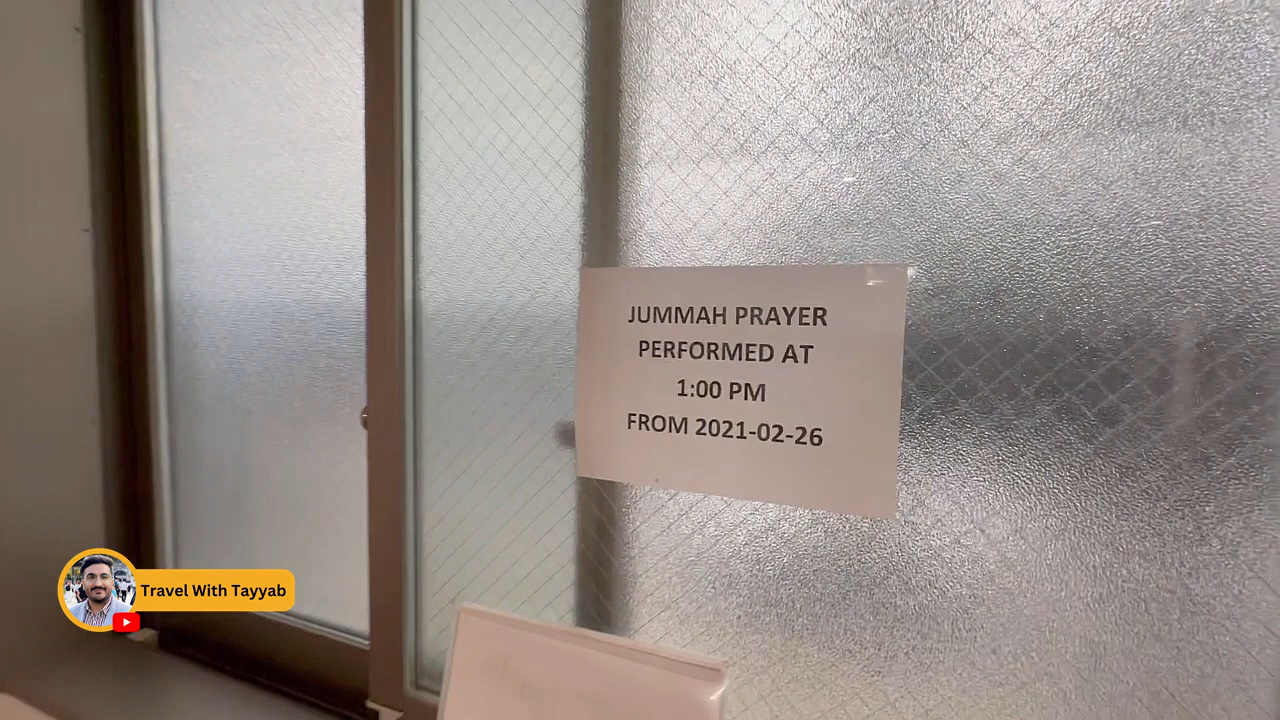 JUMMAH PRAYER
PERFORMED AT
1:00 PM
FROM 2021-02-26
Travel With Tayyab